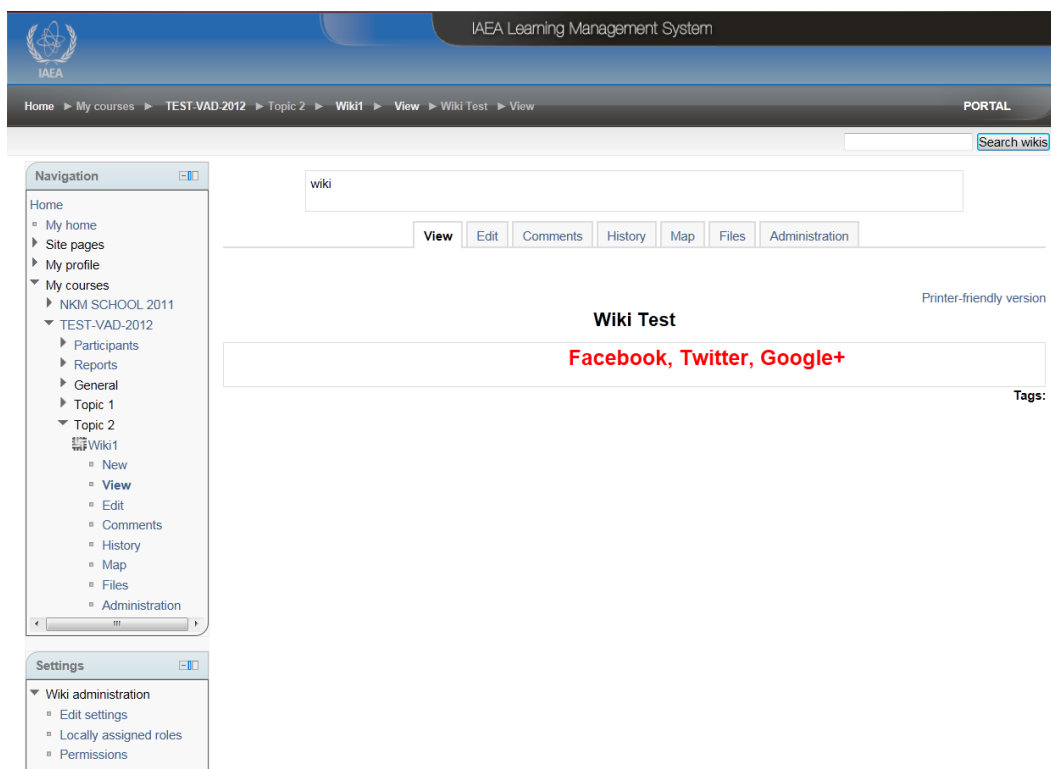 IAEA Learning Management System
IAEA
Home ► My courses ► TEST-VAD-2012 ► Topic 2 ► Wiki1 ► View ► Wiki Test ► View
PORTAL
Search wikis
Navigation
Home
My home
Site pages
My profile
My courses
NKM SCHOOL 2011
TEST-VAD-2012
Participants
Reports
General
Topic 1
Topic 2
Wiki1
New
View
Edit
Comments
History
Map
Files
Administration
Settings
Wiki administration
Edit settings
Locally assigned roles
Permissions
wiki
View Edit Comments History Map Files Administration
Printer-friendly version
Wiki Test
Facebook, Twitter, Google+
Tags: